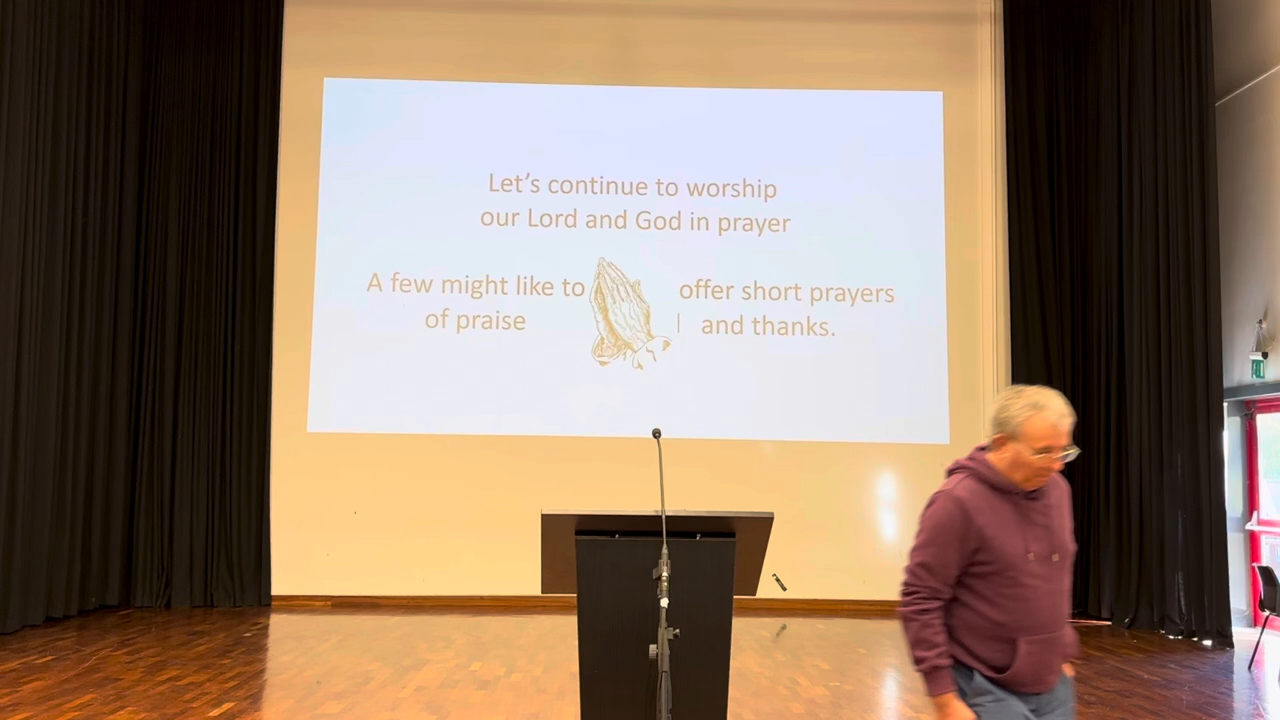 Let's continue to worship
our Lord and God in prayer
A few might like to offer short prayers
of praise | and thanks.